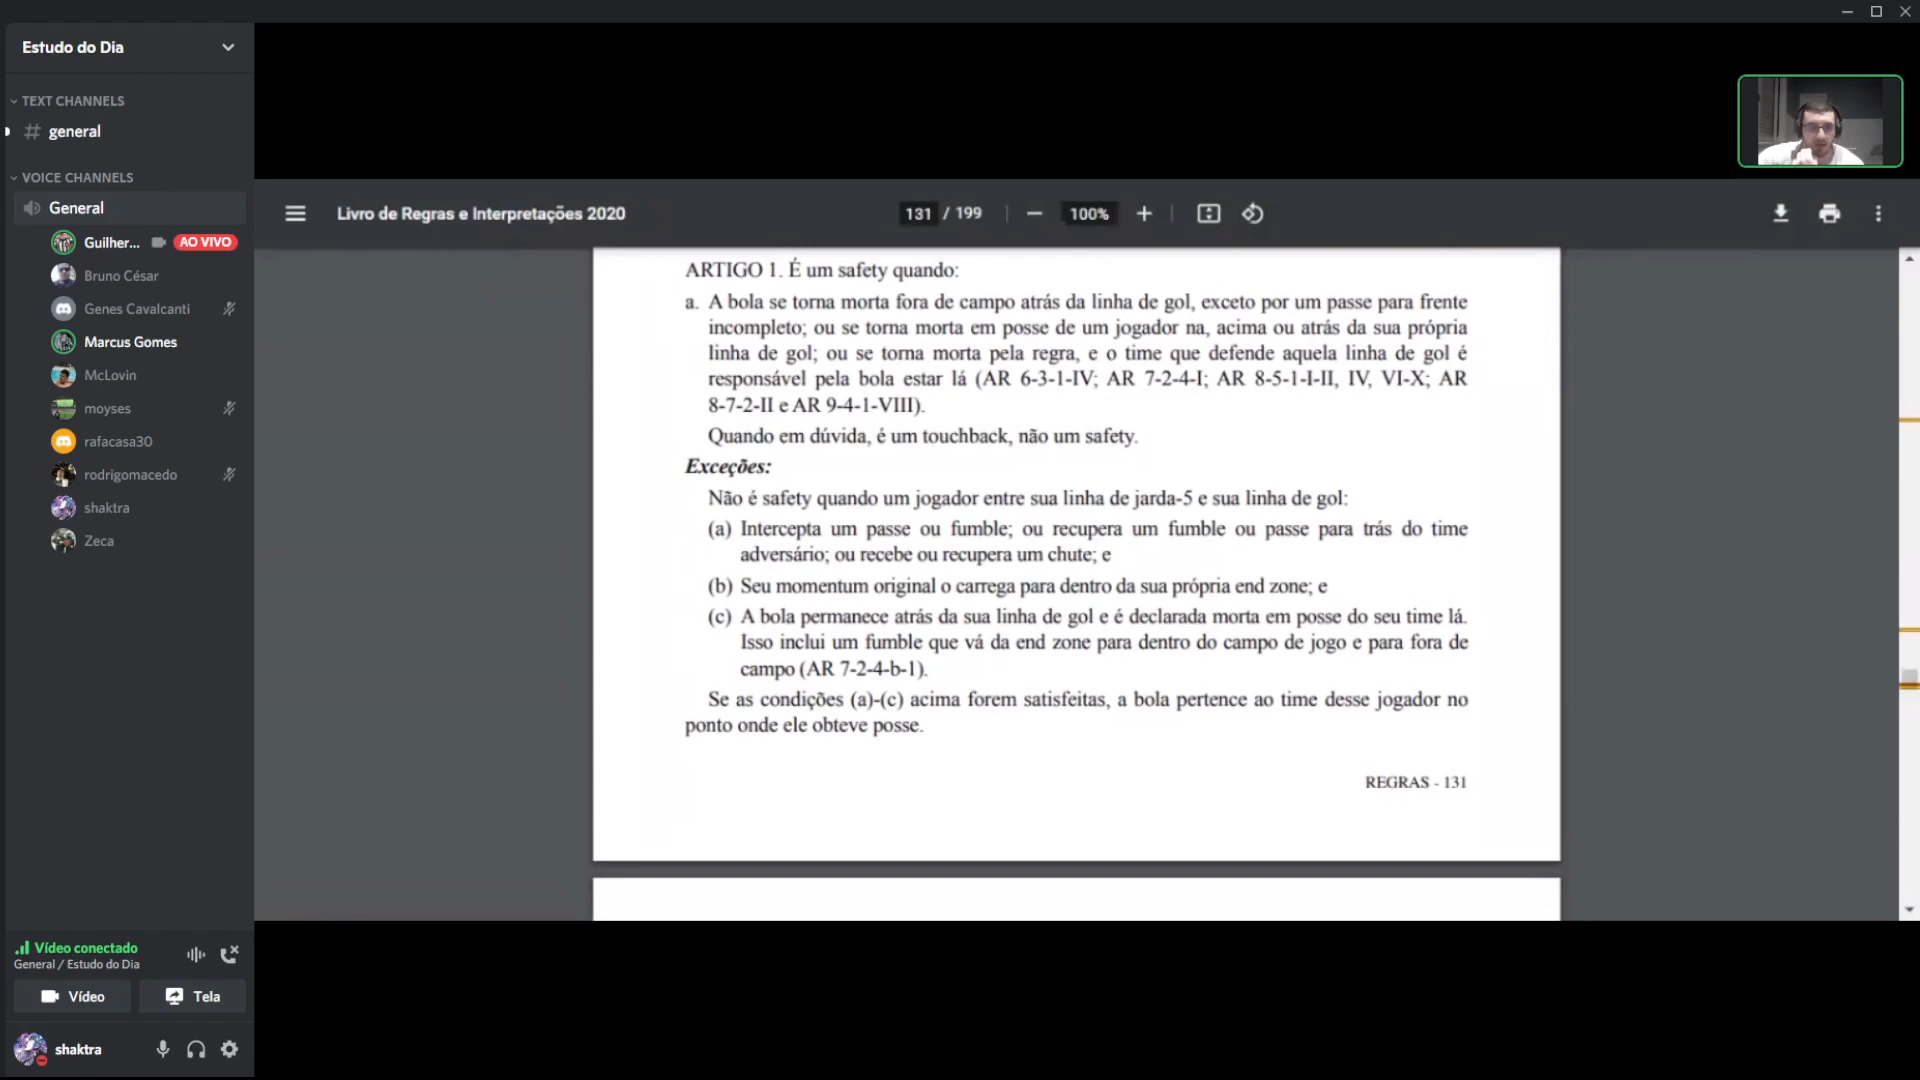 Estudo do Dia
TEXT CHANNELS
# general
VOICE CHANNELS
General
Guilher... AO VIVO
Bruno César
Genes Cavalcanti
Marcus Gomes
McLovin
moyses
rafacasa30
rodrigomacedo
shaktra
Zeca
Vídeo conectado
General / Estudo do Dia
Vídeo Tela
shaktra
Livro de Regras e Interpretações 2020 131 / 199 100%
ARTIGO 1. É um safety quando:
a. A bola se torna morta fora de campo atrás da linha de gol, exceto por um passe para frente
incompleto; ou se torna morta em posse de um jogador na, acima ou atrás da sua própria
linha de gol; ou se torna morta pela regra, e o time que defende aquela linha de gol é
responsável pela bola estar lá (AR 6-3-1-IV; AR 7-2-4-I; AR 8-5-1-I-II, IV, VI-X; AR
8-7-2-II e AR 9-4-1-VIII).
Quando em dúvida, é um touchback, não um safety.
Exceções:
Não é safety quando um jogador entre sua linha de jarda-5 e sua linha de gol:
(a) Intercepta um passe ou fumble; ou recupera um fumble ou passe para trás do time
adversário; ou recebe ou recupera um chute; e
(b) Seu momentum original o carrega para dentro da sua própria end zone; e
(c) A bola permanece atrás da sua linha de gol e é declarada morta em posse do seu time lá.
Isso inclui um fumble que vá da end zone para dentro do campo de jogo e para fora de
campo (AR 7-2-4-b-1).
Se as condições (a)-(c) acima forem satisfeitas, a bola pertence ao time desse jogador no
ponto onde ele obteve posse.
REGRAS - 131